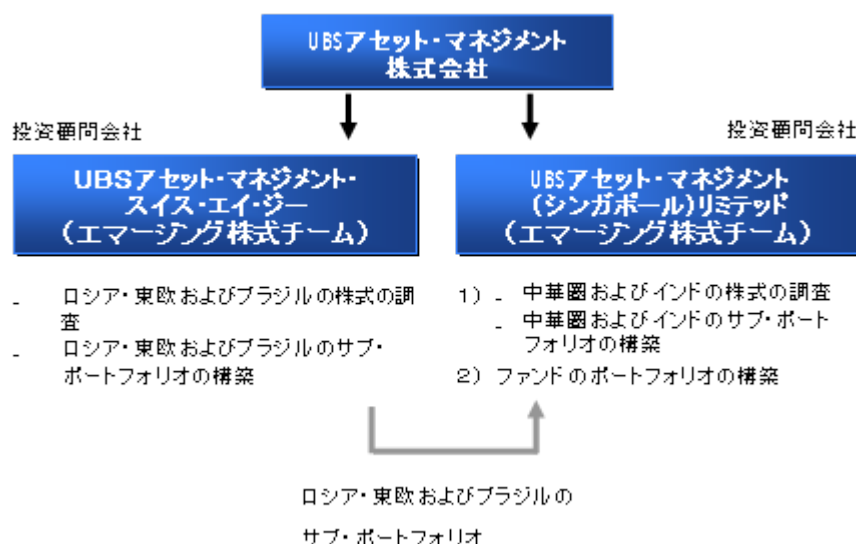 UBSアセット・マネジメント
株式会社
投資顧問会社
投資顧問会社
UBSアセット・マネジメント・
スイス・エイ・ジー
(エマージング株式チーム)
UBSアセット・マネジメント
(シンガポール)リミテッド
(エマージング株式チーム)
- ロシア・東欧およびブラジルの株式の調
査
- ロシア・東欧およびブラジルのサブ・
ポートフォリオの構築
1) - 中華圏およびインドの株式の調査
- 中華圏およびインドのサブ・ポート
フォリオの構築
2) ファンドのポートフォリオの構築
ロシア・東欧およびブラジルの
サブ・ポートフォリオ